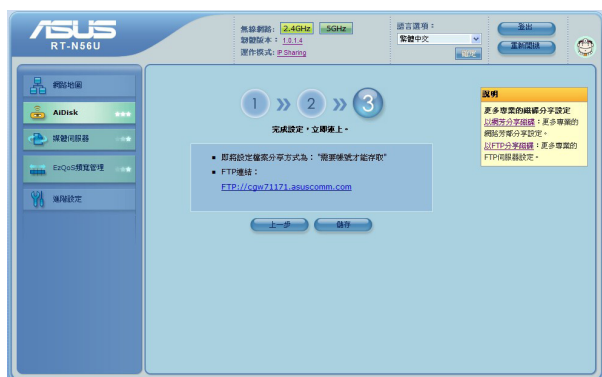 ASUS
RT-N56U
無線網路: 2.4GHz 5GHz
韌體版本: 1.0.1.4
運作模式: IP Sharing
語言選項:
繁體中文
登出
重新開機
網路地圖
AiDisk
媒體伺服器
EzQoS頻寬管理
進階設定
1 » 2 » 3
完成設定,立即連上。
即將設定檔案分享方式為: "需要帳號才能存取"
FTP連結:
FTP://cgw71171.asuscomm.com
上一步 儲存
說明
更多專業的磁碟分享設定
以網芳分享磁碟:更多專業的
網路芳鄰分享設定。
以FTP分享磁碟:更多專業的
FTP伺服器設定。